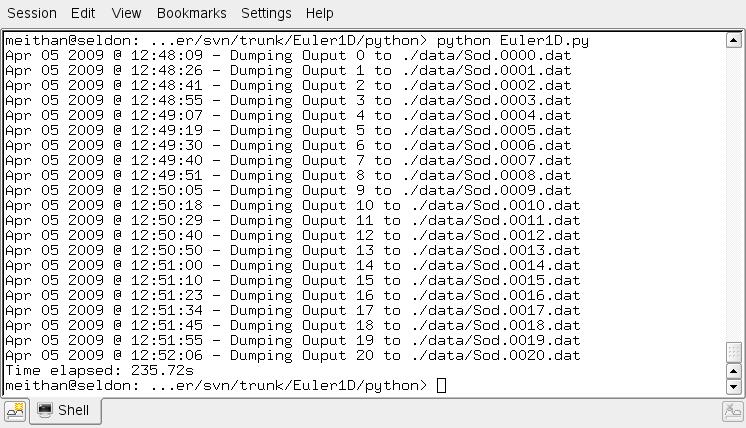 Session Edit View Bookmarks Settings Help
meithan@seldon: ...er/svn/trunk/Euler1D/python> python Euler1D.py
Apr 05 2009 @ 12:48:09 - Dumping Ouput 0 to ./data/Sod.0000.dat
Apr 05 2009 @ 12:48:26 - Dumping Ouput 1 to ./data/Sod.0001.dat
Apr 05 2009 @ 12:48:41 - Dumping Ouput 2 to ./data/Sod.0002.dat
Apr 05 2009 @ 12:48:55 - Dumping Ouput 3 to ./data/Sod.0003.dat
Apr 05 2009 @ 12:49:07 - Dumping Ouput 4 to ./data/Sod.0004.dat
Apr 05 2009 @ 12:49:19 - Dumping Ouput 5 to ./data/Sod.0005.dat
Apr 05 2009 @ 12:49:30 - Dumping Ouput 6 to ./data/Sod.0006.dat
Apr 05 2009 @ 12:49:40 - Dumping Ouput 7 to ./data/Sod.0007.dat
Apr 05 2009 @ 12:49:51 - Dumping Ouput 8 to ./data/Sod.0008.dat
Apr 05 2009 @ 12:50:05 - Dumping Ouput 9 to ./data/Sod.0009.dat
Apr 05 2009 @ 12:50:18 - Dumping Ouput 10 to ./data/Sod.0010.dat
Apr 05 2009 @ 12:50:29 - Dumping Ouput 11 to ./data/Sod.0011.dat
Apr 05 2009 @ 12:50:40 - Dumping Ouput 12 to ./data/Sod.0012.dat
Apr 05 2009 @ 12:50:50 - Dumping Ouput 13 to ./data/Sod.0013.dat
Apr 05 2009 @ 12:51:00 - Dumping Ouput 14 to ./data/Sod.0014.dat
Apr 05 2009 @ 12:51:10 - Dumping Ouput 15 to ./data/Sod.0015.dat
Apr 05 2009 @ 12:51:23 - Dumping Ouput 16 to ./data/Sod.0016.dat
Apr 05 2009 @ 12:51:34 - Dumping Ouput 17 to ./data/Sod.0017.dat
Apr 05 2009 @ 12:51:45 - Dumping Ouput 18 to ./data/Sod.0018.dat
Apr 05 2009 @ 12:51:55 - Dumping Ouput 19 to ./data/Sod.0019.dat
Apr 05 2009 @ 12:52:06 - Dumping Ouput 20 to ./data/Sod.0020.dat
Time elapsed: 235.72s
meithan@seldon: ...er/svn/trunk/Euler1D/python>
Shell